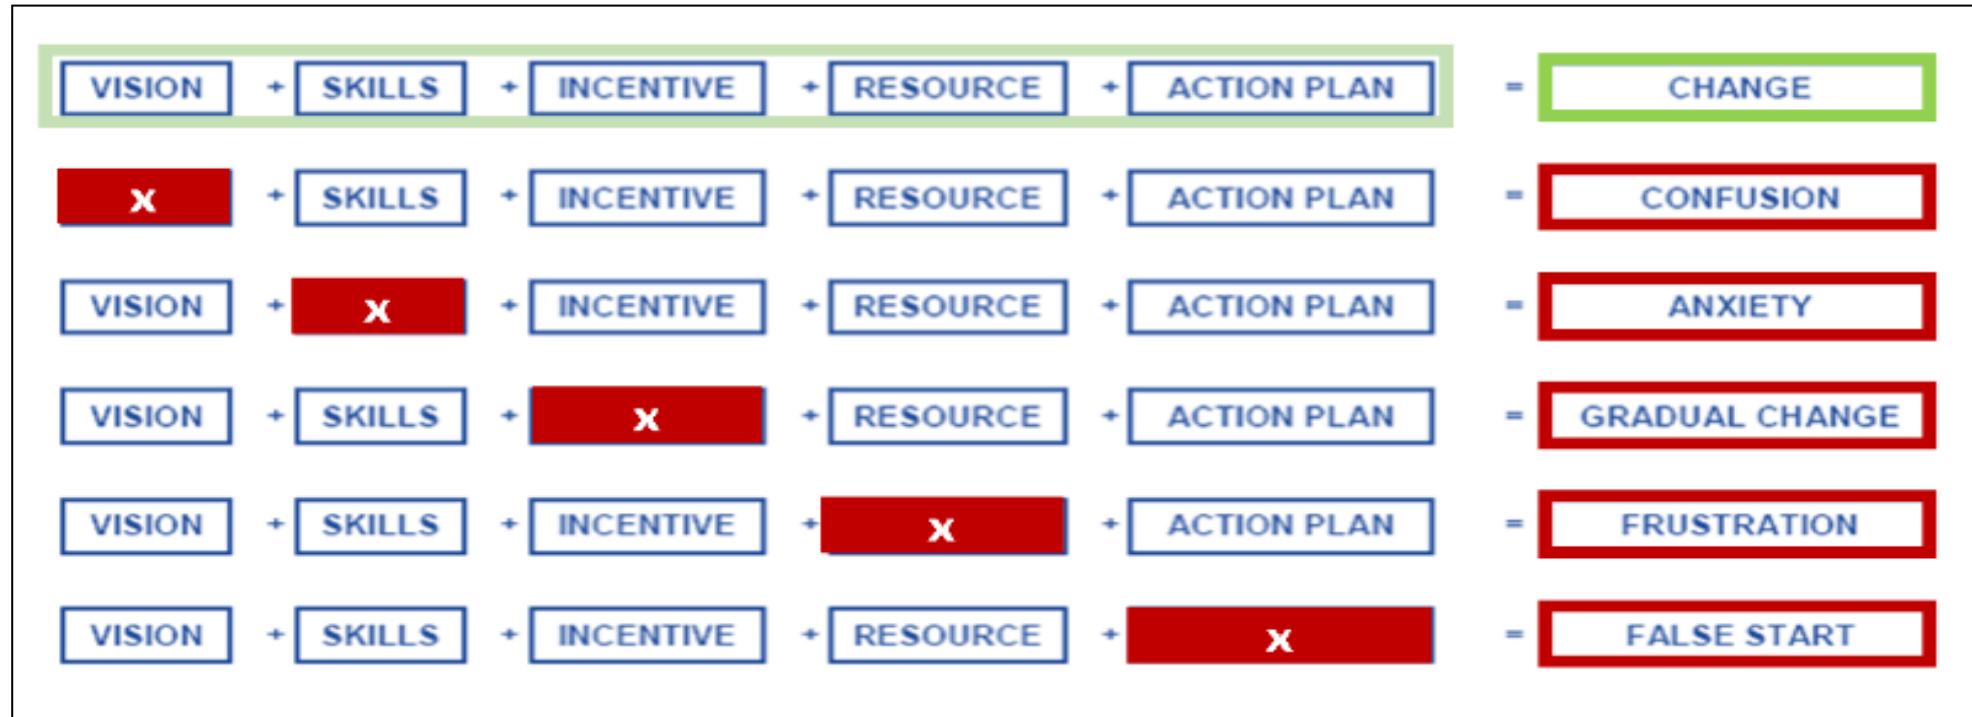 VISION + SKILLS + INCENTIVE + RESOURCE + ACTION PLAN = CHANGE
x + SKILLS + INCENTIVE + RESOURCE + ACTION PLAN = CONFUSION
VISION + x + INCENTIVE + RESOURCE + ACTION PLAN = ANXIETY
VISION + SKILLS + x + RESOURCE + ACTION PLAN = GRADUAL CHANGE
VISION + SKILLS + INCENTIVE + x + ACTION PLAN = FRUSTRATION
VISION + SKILLS + INCENTIVE + RESOURCE + x = FALSE START